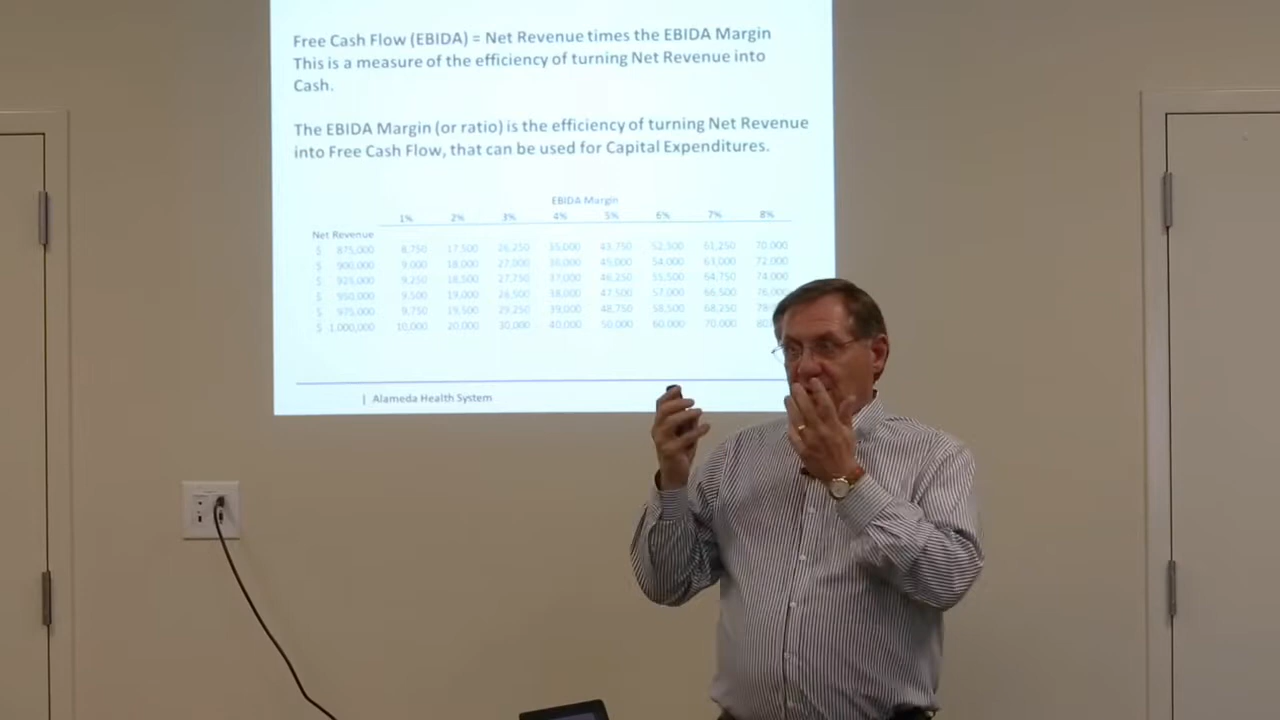 Free Cash Flow (EBIDA) = Net Revenue times the EBIDA Margin
This is a measure of the efficiency of turning Net Revenue into
Cash.
The EBIDA Margin (or ratio) is the efficiency of turning Net Revenue
into Free Cash Flow, that can be used for Capital Expenditures.
EBIDA Margin
1% 2% 3% 4% 5% 6% 7% 8%
Net Revenue
$ 875,000 8,750 17,500 26,250 35,000 43,750 52,500 61,250 70,000
$ 900,000 9,000 18,000 27,000 36,000 45,000 54,000 63,000 72,000
$ 925,000 9,250 18,500 27,750 37,000 46,250 55,500 64,750 74,000
$ 950,000 9,500 19,000 28,500 38,000 47,500 57,000 66,500 76,000
$ 975,000 9,750 19,500 29,250 39,000 48,750 58,500 68,250
$ 1,000,000 10,000 20,000 30,000 40,000 50,000 60,000 70,000
| Alameda Health System